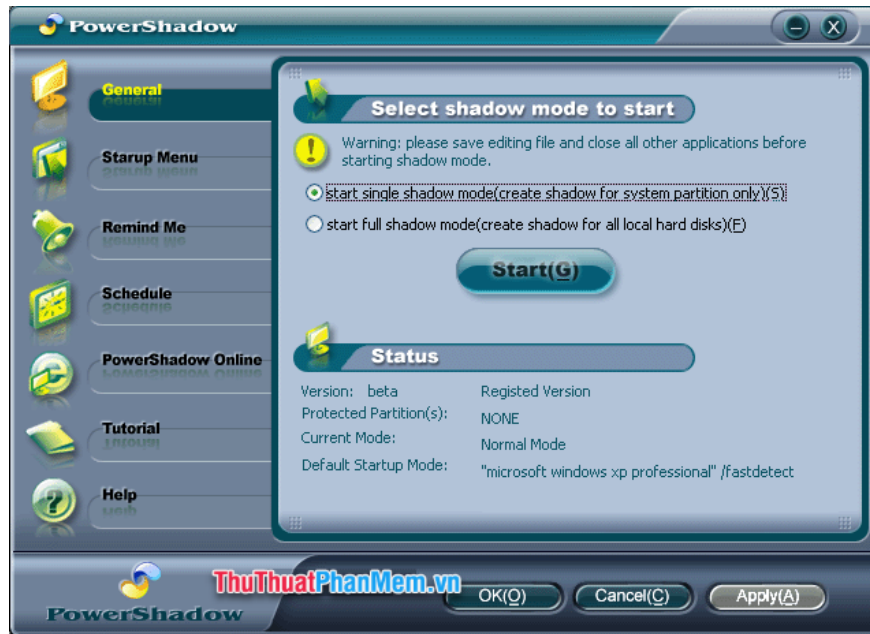 PowerShadow
General
Starup Menu
Remind Me
Schedule
PowerShadow Online
Tutorial
Help
Select shadow mode to start
Warning: please save editing file and close all other applications before
starting shadow mode.
start single shadow mode(create shadow for system partition only)(S)
start full shadow mode(create shadow for all local hard disks)(F)
Start(G)
Status
Version: beta Registed Version
Protected Partition(s): NONE
Current Mode: Normal Mode
Default Startup Mode: "microsoft windows xp professional" /fastdetect
PowerShadow
ThuThuatPhanMem.vn
OK(O) Cancel(C) Apply(A)